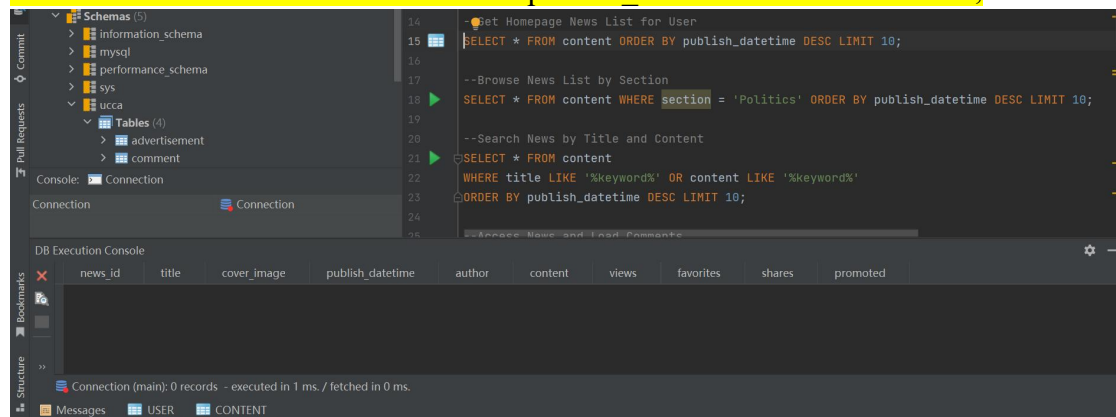 Schemas (5)
information_schema
mysql
performance_schema
sys
ucca
Tables (4)
advertisement
comment
Commit
Pull Request
Console: Connection
Connection Connection
14 Get Homepage News List for User
15 SELECT * FROM content ORDER BY publish_datetime DESC LIMIT 10;
16
17 --Browse News List by Section
18 SELECT * FROM content WHERE section = 'Politics' ORDER BY publish_datetime DESC LIMIT 10;
19
20 --Search News by Title and Content
21 SELECT * FROM content
22 WHERE title LIKE '%keyword%' OR content LIKE '%keyword%'
23 ORDER BY publish_datetime DESC LIMIT 10;
24
25 --Access News and Load Comments
DB Execution Console
news_id title cover_image publish_datetime author content views favorites shares promoted
Bookmarks
Structure
Connection (main): 0 records - executed in 1 ms. / fetched in 0 ms.
Messages USER CONTENT